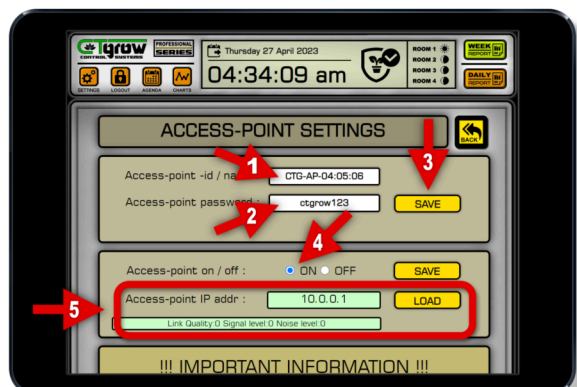 CTgrow PROFESSIONAL SERIES
CONTROL SYSTEMS
SETTINGS LOGOUT AGENDA CHARTS
Thursday 27 April 2023
04:34:09 am
ROOM 1
ROOM 2
ROOM 3
ROOM 4
WEEK REPORT
DAILY REPORT
ACCESS-POINT SETTINGS
BACK
3
Access-point -id / na
1
CTG-AP-04:05:06
Access-point password :
2
ctgrow123
SAVE
4
Access-point on / off :
ON OFF
SAVE
5
Access-point IP addr :
10.0.0.1
LOAD
Link Quality:0 Signal level:0 Noise level:0
!!! IMPORTANT INFORMATION !!!